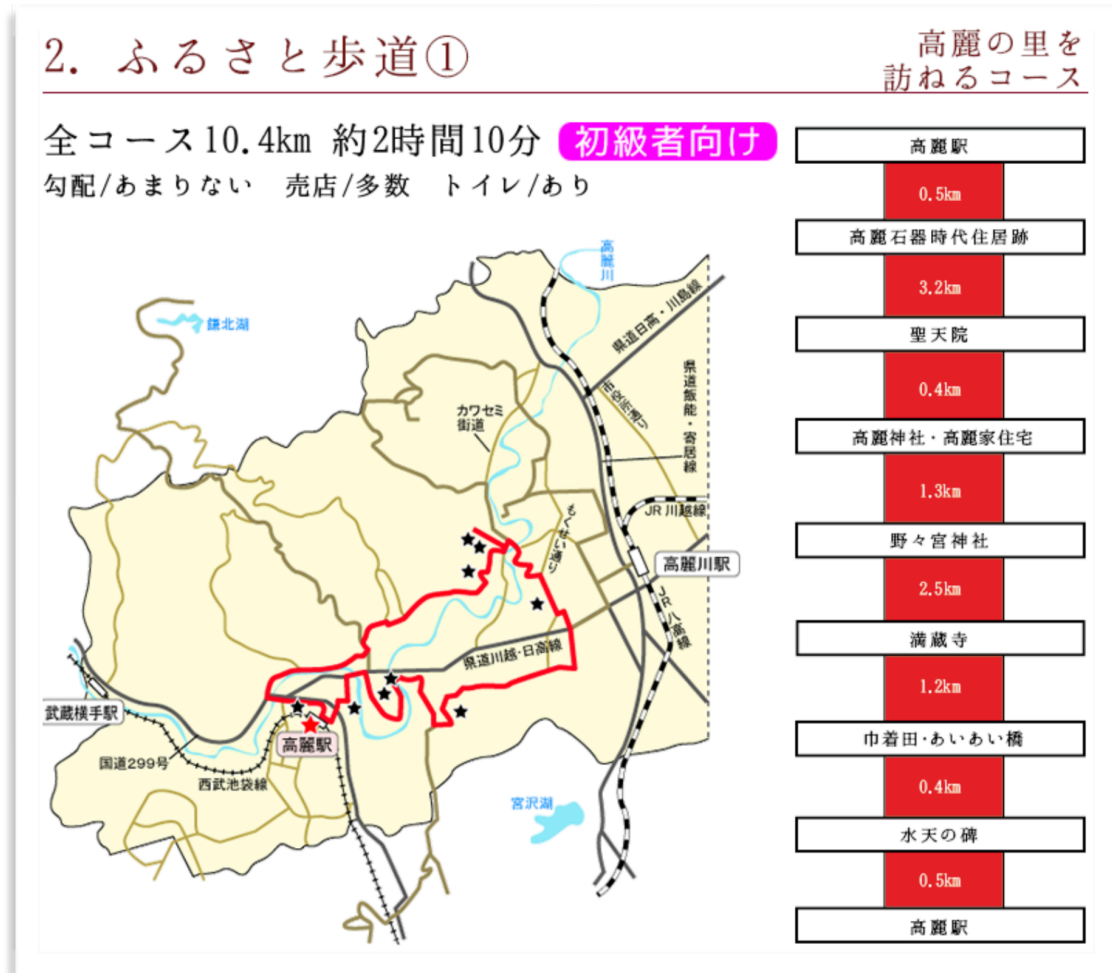 2. ふるさと歩道①
高麗の里を
訪ねるコース
全コース10.4km 約2時間10分 初級者向け
勾配/あまりない 売店/多数 トイレ/あり
高麗川
鎌北湖
県道日高・川島線
市役所通り
県道飯能・寄居線
カワセミ
街道
もくせい通り
JR川越線
高麗川駅
JR八高線
県道川越・日高線
武蔵横手駅
高麗駅
国道299号
西武池袋線
宮沢湖
高麗駅
0.5km
高麗石器時代住居跡
3.2km
聖天院
0.4km
高麗神社・高麗家住宅
1.3km
野々宮神社
2.5km
満蔵寺
1.2km
巾着田・あいあい橋
0.4km
水天の碑
0.5km
高麗駅